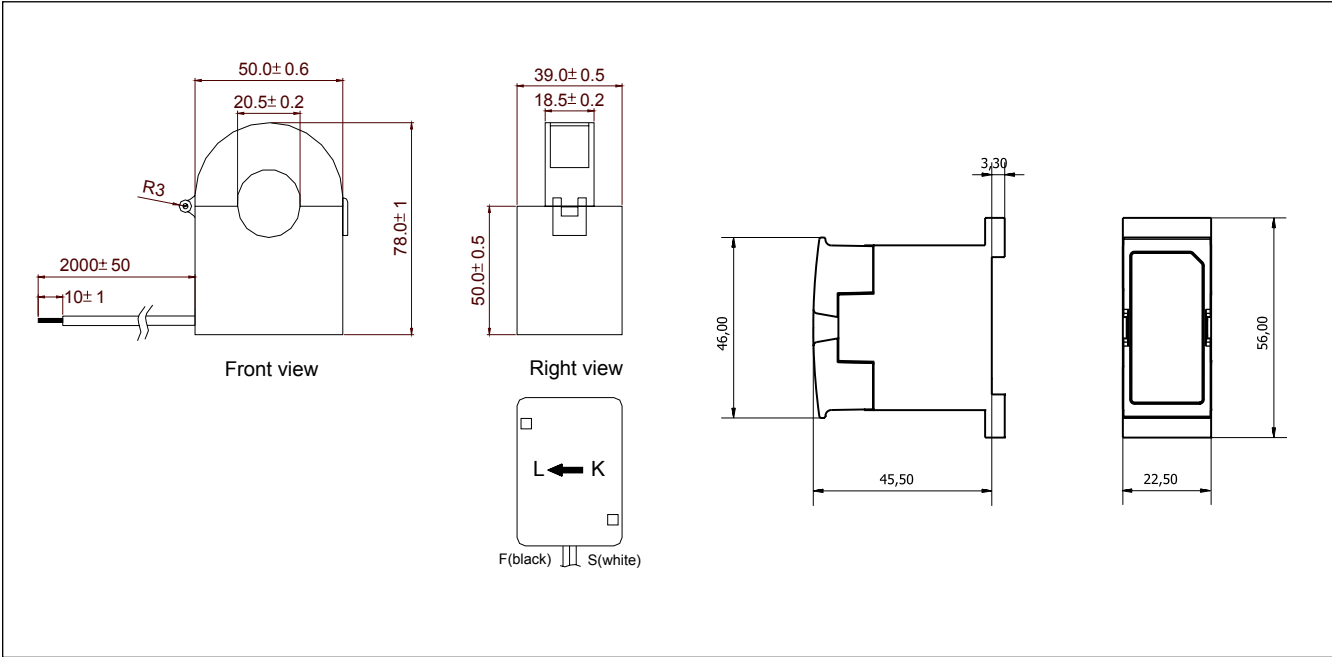 50.0± 0.6
20.5± 0.2
R3
78.0± 1
2000± 50
10± 1
Front view
39.0± 0.5
18.5± 0.2
50.0± 0.5
Right view
L K
F(black) S(white)
3,30
46,00
45,50
56,00
22,50